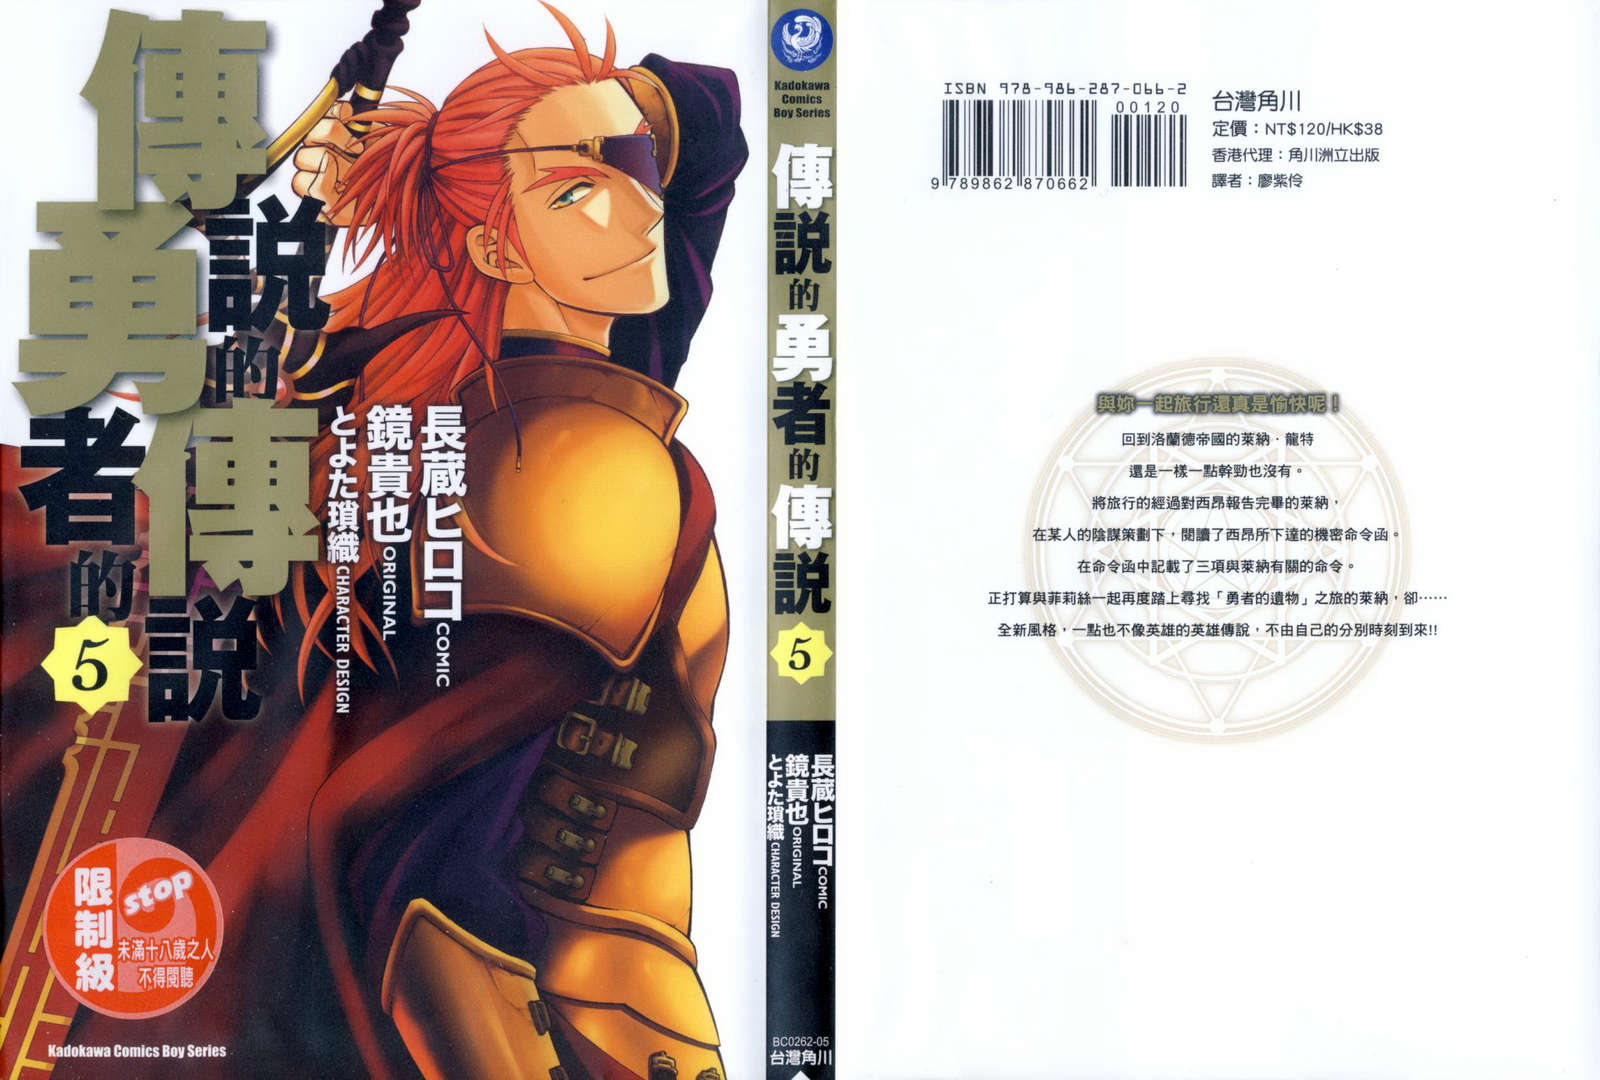 傳說的
勇者的
傳說
5
長蔵ヒロコ COMIC
鏡貴也 ORIGINAL
とよた瑣織 CHARACTER DESIGN
限制級
stop
未滿十八歲之人
不得閱聽
Kadokawa Comics Boy Series
Kadokawa
Comics
Boy Series
傳說的勇者的傳說
5
長蔵ヒロコ COMIC
鏡貴也 ORIGINAL
とよた瑣織 CHARACTER DESIGN
BC0262-05
台灣角川
ISBN 978-986-287-066-2
00120
9 789862 870662
台灣角川
定價：NT$120/HK$38
香港代理：角川洲立出版
譯者：廖紫伶
與妳一起旅行還真是愉快呢！
回到洛蘭德帝國的萊納·龍特
還是一樣一點幹勁也沒有。
將旅行的經過對西昂報告完畢的萊納，
在某人的陰謀策劃下，閱讀了西昂所下達的機密命令函。
在命令函中記載了三項與萊納有關的命令。
正打算與菲莉絲一起再度踏上尋找「勇者的遺物」之旅的萊納，卻⋯⋯
全新風格，一點也不像英雄的英雄傳說，不由自己的分別時刻到來!!